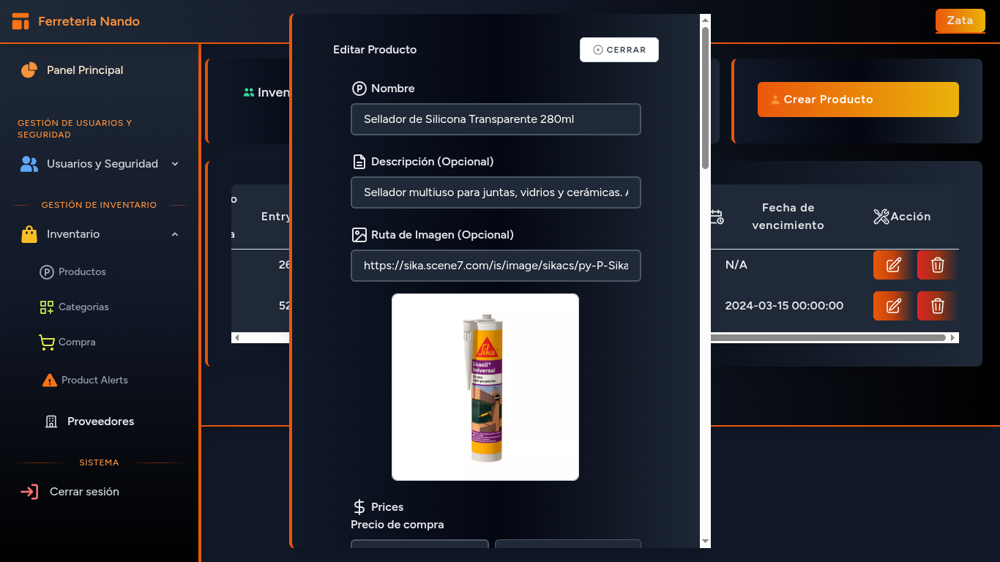 Ferreteria Nando
Zata
Panel Principal
GESTIÓN DE USUARIOS Y
SEGURIDAD
Usuarios y Seguridad
GESTIÓN DE INVENTARIO
Inventario
Productos
Categorias
Compra
Product Alerts
Proveedores
SISTEMA
Cerrar sesión
Inven
Crear Producto
o
a
Entry
Fecha de
vencimiento
Acción
26
N/A
52
2024-03-15 00:00:00
Editar Producto
CERRAR
Nombre
Sellador de Silicona Transparente 280ml
Descripción (Opcional)
Sellador multiuso para juntas, vidrios y cerámicas.
Ruta de Imagen (Opcional)
https://sika.scene7.com/is/image/sikacs/py-P-Sika
Sika
Sikasil®
Universal
Prices
Precio de compra